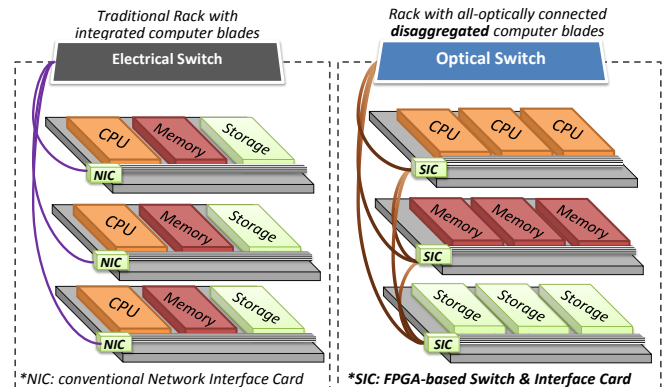 Traditional Rack with
integrated computer blades
Electrical Switch
CPU Memory Storage
NIC
CPU Memory Storage
NIC
CPU Memory Storage
NIC
*NIC: conventional Network Interface Card
Rack with all-optically connected
disaggregated computer blades
Optical Switch
CPU CPU CPU
SIC
Memory Memory Memory
SIC
Storage Storage Storage
SIC
*SIC: FPGA-based Switch & Interface Card